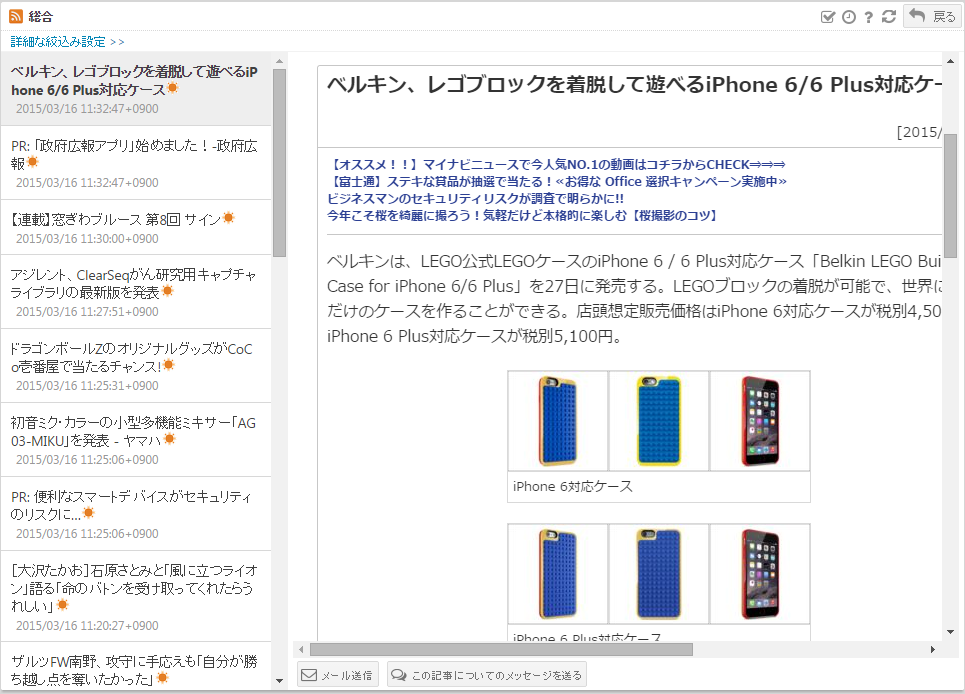 総合
戻る
詳細な絞込み設定 >>
ベルキン、レゴブロックを着脱して遊べるiP
hone 6/6 Plus対応ケース
2015/03/16 11:32:47+0900
PR: 「政府広報アプリ」始めました！-政府広
報
2015/03/16 11:32:47+0900
【連載】窓ぎわブルース 第8回 サイン
2015/03/16 11:30:00+0900
アジレント、ClearSeqがん研究用キャプチャ
ライブラリの最新版を発表
2015/03/16 11:27:51+0900
ドラゴンボールZのオリジナルグッズがCoC
o壱番屋で当たるチャンス!
2015/03/16 11:25:31+0900
初音ミク・カラーの小型多機能ミキサー「AG
03-MIKU」を発表 - ヤマハ
2015/03/16 11:25:06+0900
PR: 便利なスマートデバイスがセキュリティ
のリスクに...
2015/03/16 11:25:06+0900
[大沢たかお]石原さとみと「風に立つライオ
ン」語る「命のバトンを受け取ってくれたらう
れしい」
2015/03/16 11:20:27+0900
ザルツFW南野、攻守に手応えも「自分が勝
ち越し点を奪いたかった」
ベルキン、レゴブロックを着脱して遊べるiPhone 6/6 Plus対応ケー
[2015/
【オススメ！！】マイナビニュースで今人気NO.1の動画はコチラからCHECK⇒⇒⇒
【富士通】ステキな賞品が抽選で当たる！≪お得な Office 選択キャンペーン実施中≫
ビジネスマンのセキュリティリスクが調査で明らかに!!
今年こそ桜を綺麗に撮ろう！気軽だけど本格的に楽しむ【桜撮影のコツ】
ベルキンは、LEGO公式LEGOケースのiPhone 6 / 6 Plus対応ケース「Belkin LEGO Bui
Case for iPhone 6/6 Plus」を27日に発売する。LEGOブロックの着脱が可能で、世界に
だけのケースを作ることができる。店頭想定販売価格はiPhone 6対応ケースが税別4,50
iPhone 6 Plus対応ケースが税別5,100円。
iPhone 6対応ケース
iPhone 6 Plus対応ケース
メール送信
この記事についてのメッセージを送る